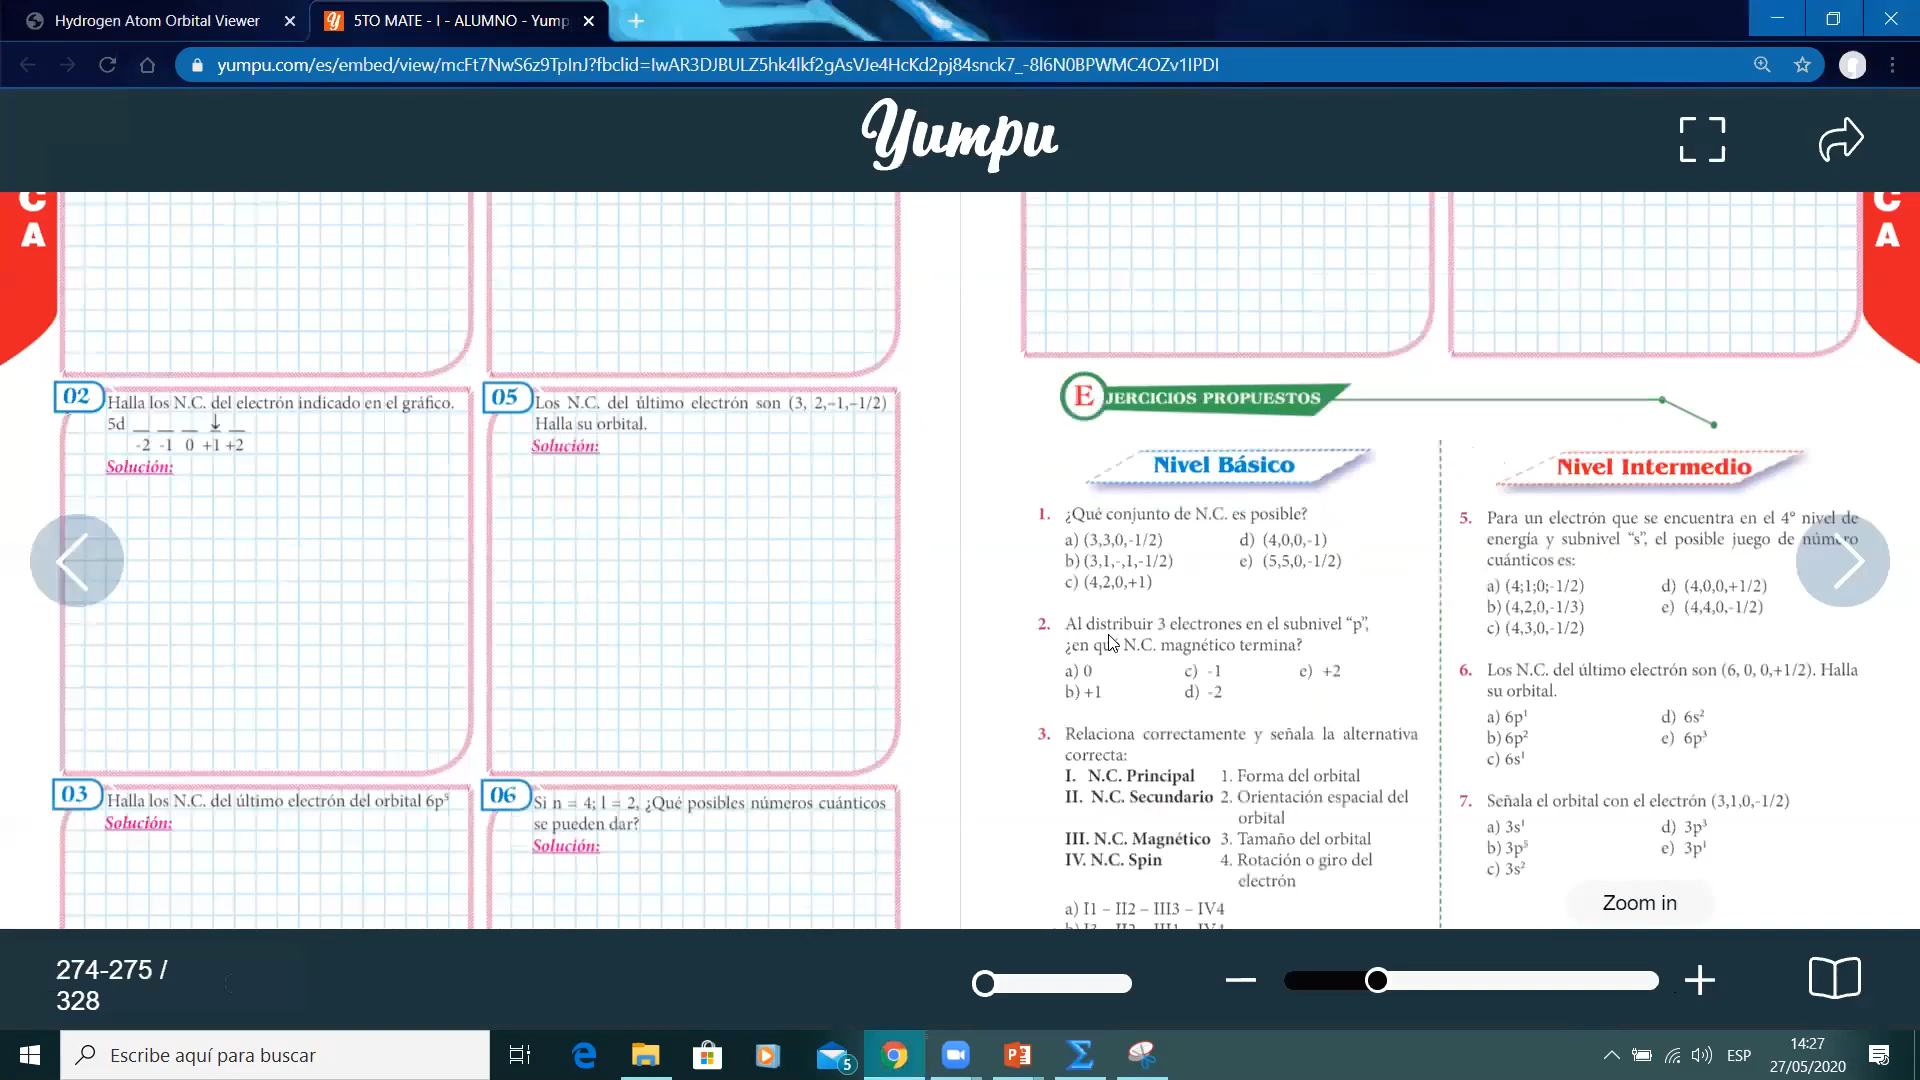 Hydrogen Atom Orbital Viewer
5TO MATE - I - ALUMNO - Yump
yumpu.com/es/embed/view/mcFt7NwS6z9TpInJ?fbclid=IwAR3DJBULZ5hk4lkf2gAsVJe4HcKd2pj84snck7_-8l6N0BPWMC4OZv1IPDI
Yumpu
C
A
C
A
02
Halla los N.C. del electrón indicado en el gráfico.
5d __ __ __ ↓ __
-2 -1 0 +1 +2
Solución:
05
Los N.C. del último electrón son (3, 2,-1,-1/2)
Halla su orbital.
Solución:
03
Halla los N.C. del último electrón del orbital 6p⁵
Solución:
06
Si n = 4; l = 2, ¿Qué posibles números cuánticos
se pueden dar?
Solución:
EJERCICIOS PROPUESTOS
Nivel Básico
1. ¿Qué conjunto de N.C. es posible?
a) (3,3,0,-1/2) d) (4,0,0,-1)
b) (3,1,-,1,-1/2) e) (5,5,0,-1/2)
c) (4,2,0,+1)
2. Al distribuir 3 electrones en el subnivel “p”,
¿en qué N.C. magnético termina?
a) 0 c) -1 e) +2
b) +1 d) -2
3. Relaciona correctamente y señala la alternativa
correcta:
I. N.C. Principal 1. Forma del orbital
II. N.C. Secundario 2. Orientación espacial del
orbital
III. N.C. Magnético 3. Tamaño del orbital
IV. N.C. Spin 4. Rotación o giro del
electrón
a) I1 – II2 – III3 – IV4
b) I3 – II2 – III1 – IV4
Nivel Intermedio
5. Para un electrón que se encuentra en el 4° nivel de
energía y subnivel “s”, el posible juego de número
cuánticos es:
a) (4;1;0;-1/2) d) (4,0,0,+1/2)
b) (4,2,0,-1/3) e) (4,4,0,-1/2)
c) (4,3,0,-1/2)
6. Los N.C. del último electrón son (6, 0, 0,+1/2). Halla
su orbital.
a) 6p¹ d) 6s²
b) 6p² e) 6p³
c) 6s¹
7. Señala el orbital con el electrón (3,1,0,-1/2)
a) 3s¹ d) 3p³
b) 3p⁵ e) 3p¹
c) 3s²
Zoom in
274-275 /
328
Escribe aquí para buscar
5
ESP
14:27
27/05/2020